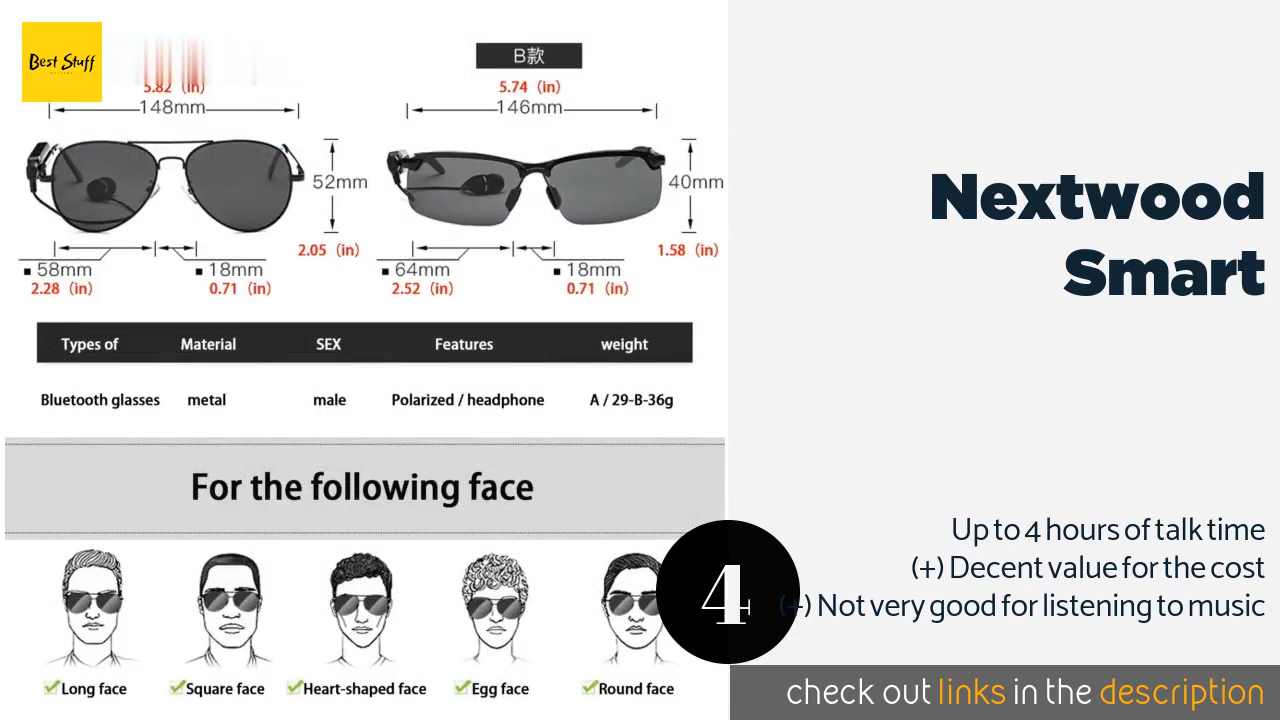 Best Stuff
B款
5.82 (in)
148mm
5.74 (in)
146mm
52mm
2.05 (in)
40mm
1.58 (in)
58mm
2.28 (in)
18mm
0.71 (in)
64mm
2.52 (in)
18mm
0.71 (in)
Types of Material SEX Features weight
Bluetooth glasses metal male Polarized / headphone A / 29-B-36g
For the following face
Long face Square face Heart-shaped face Egg face Round face
Nextwood
Smart
Up to 4 hours of talk time
(+) Decent value for the cost
(+) Not very good for listening to music
4
check out links in the description